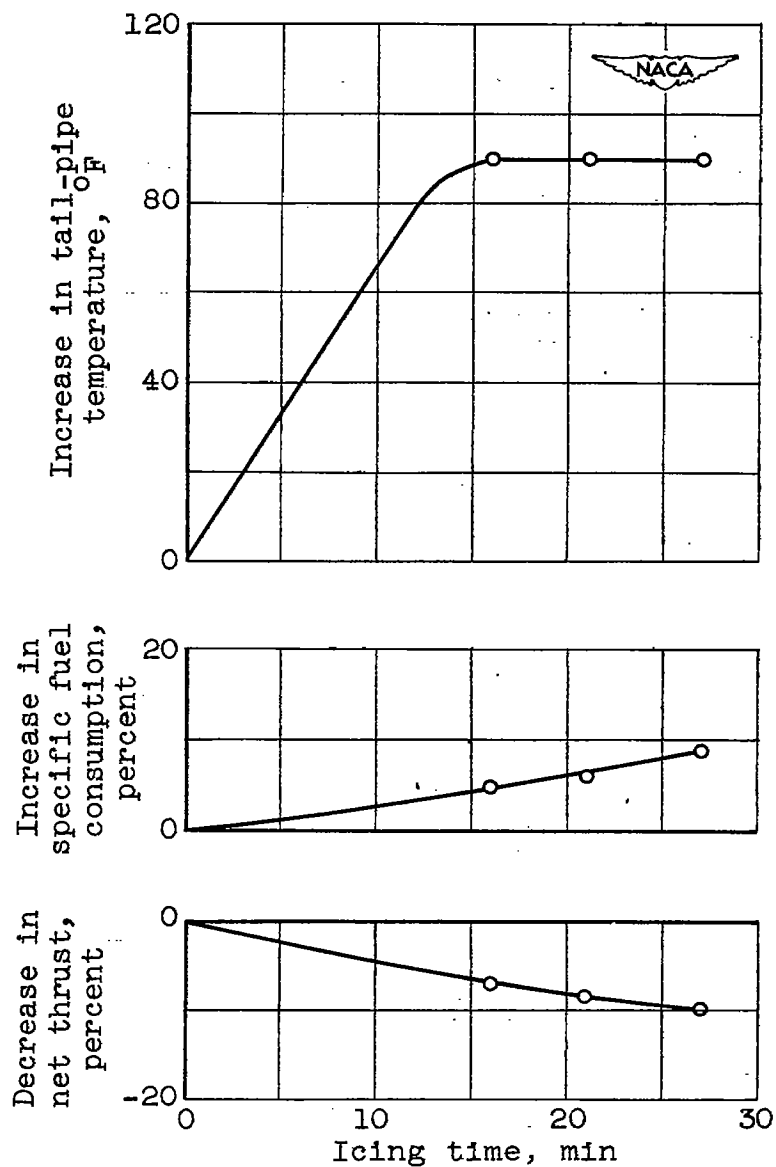 120
80
40
0
Increase in tail-pipe
temperature, °F
NACA
20
0
Increase in
specific fuel
consumption,
percent
0
-20
Decrease in
net thrust,
percent
0
10
20
30
Icing time, min